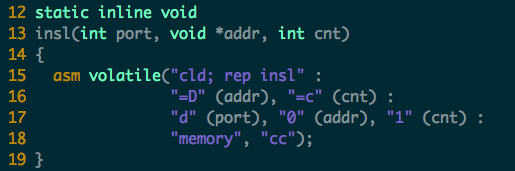 12 static inline void
13 insl(int port, void *addr, int cnt)
14 {
15   asm volatile("cld; rep insl" :
16                "=D" (addr), "=c" (cnt) :
17                "d" (port), "0" (addr), "1" (cnt) :
18                "memory", "cc");
19 }